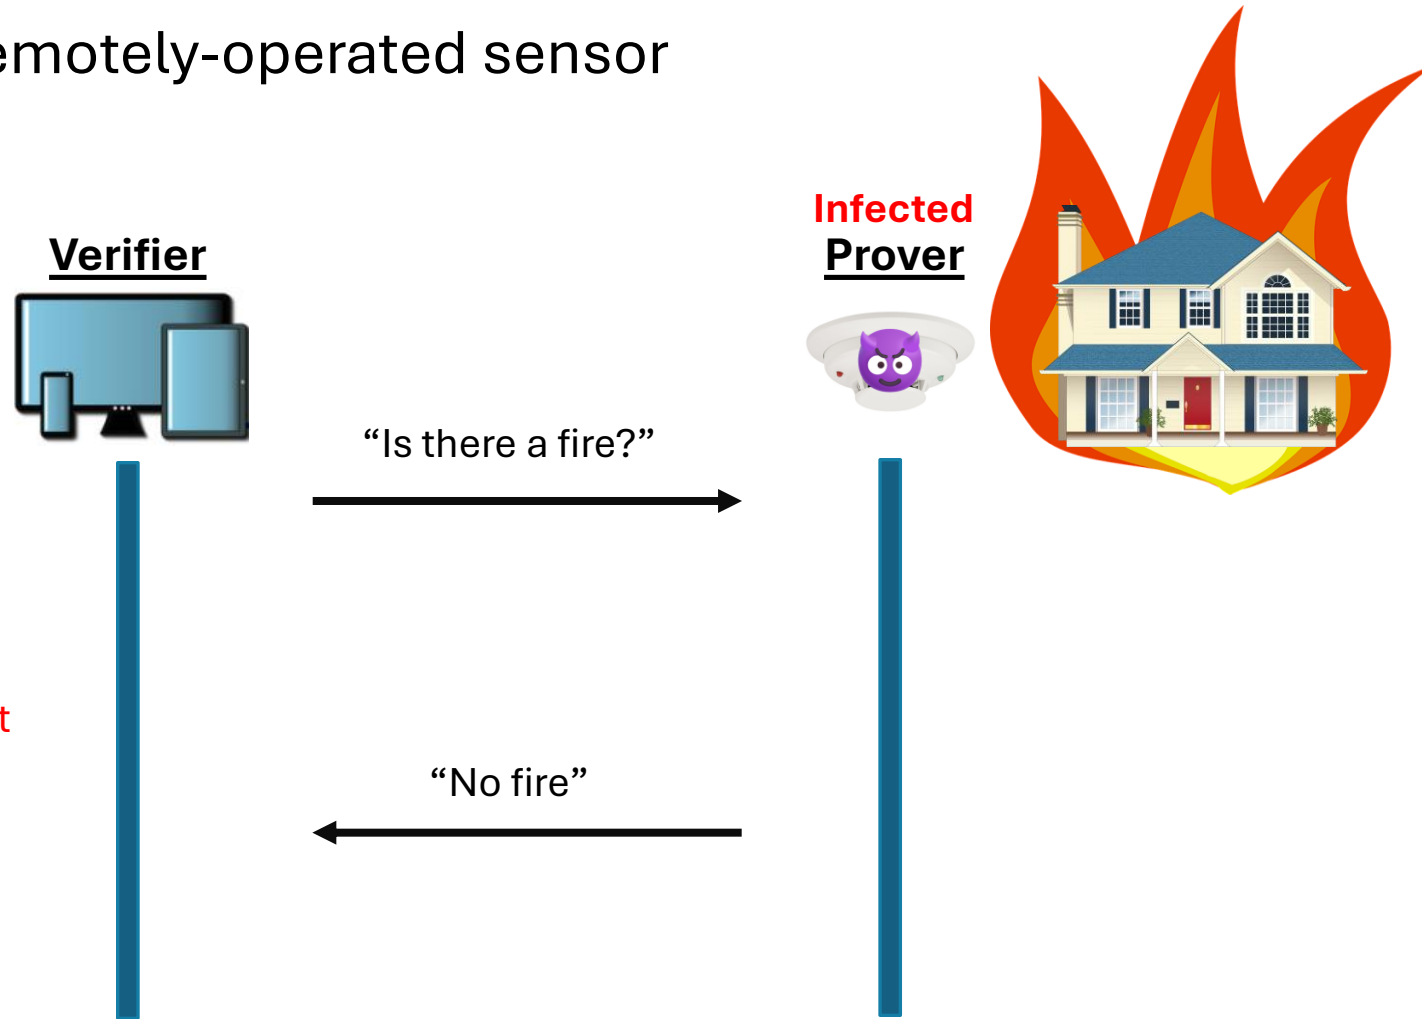 emotely-operated sensor
Infected
Verifier
Prover
“Is there a fire?”
t
“No fire”